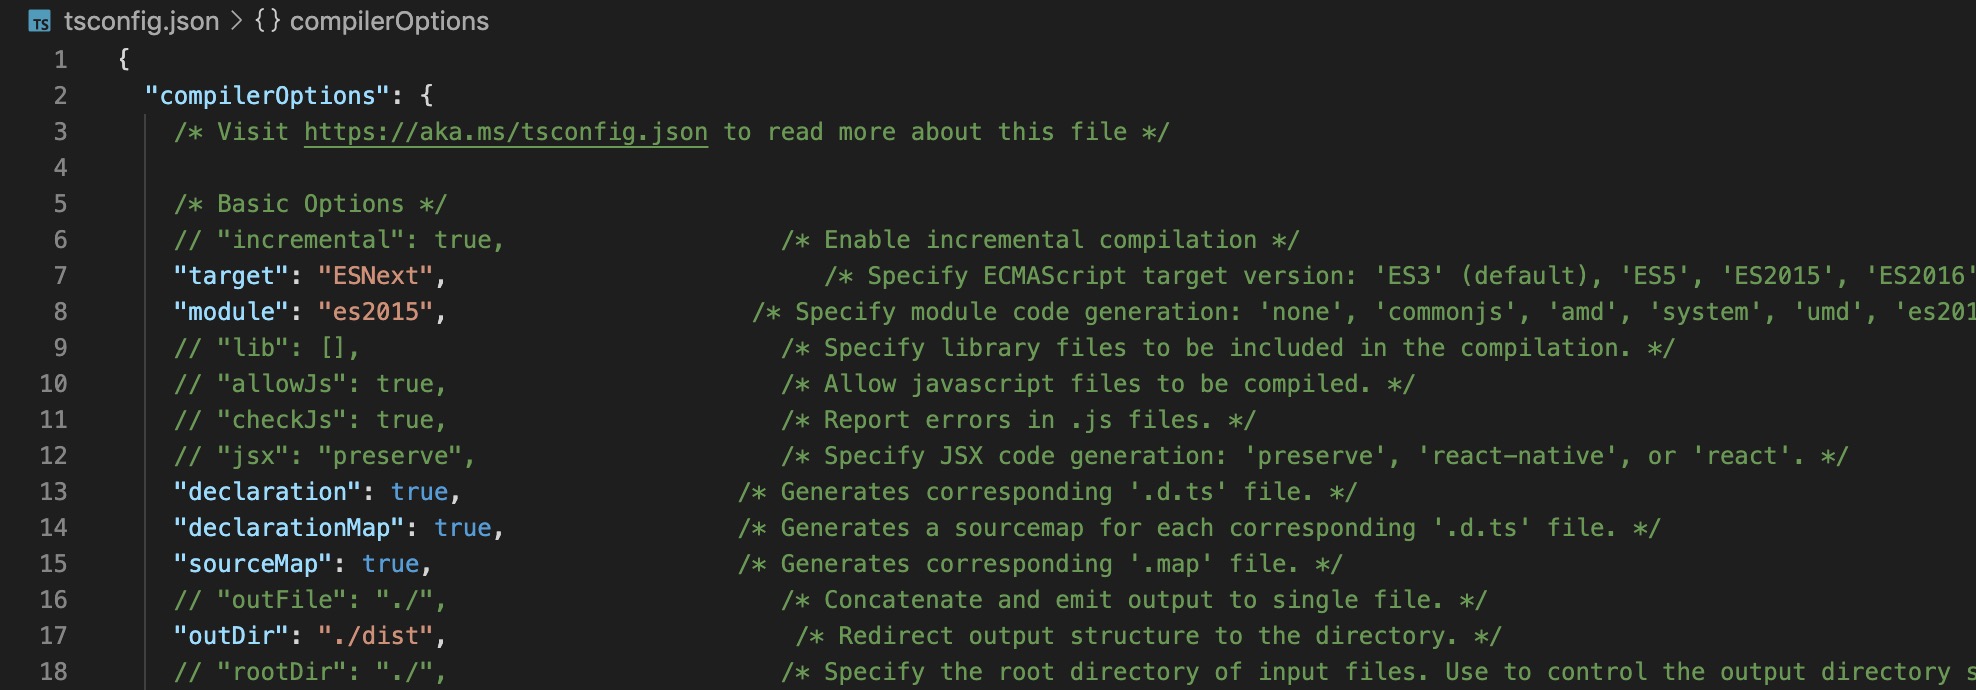 TS tsconfig.json > {} compilerOptions
1 {
2 "compilerOptions": {
3 /* Visit https://aka.ms/tsconfig.json to read more about this file */
4
5 /* Basic Options */
6 // "incremental": true, /* Enable incremental compilation */
7 "target": "ESNext", /* Specify ECMAScript target version: 'ES3' (default), 'ES5', 'ES2015', 'ES2016'
8 "module": "es2015", /* Specify module code generation: 'none', 'commonjs', 'amd', 'system', 'umd', 'es201
9 // "lib": [], /* Specify library files to be included in the compilation. */
10 // "allowJs": true, /* Allow javascript files to be compiled. */
11 // "checkJs": true, /* Report errors in .js files. */
12 // "jsx": "preserve", /* Specify JSX code generation: 'preserve', 'react-native', or 'react'. */
13 "declaration": true, /* Generates corresponding '.d.ts' file. */
14 "declarationMap": true, /* Generates a sourcemap for each corresponding '.d.ts' file. */
15 "sourceMap": true, /* Generates corresponding '.map' file. */
16 // "outFile": "./", /* Concatenate and emit output to single file. */
17 "outDir": "./dist", /* Redirect output structure to the directory. */
18 // "rootDir": "./", /* Specify the root directory of input files. Use to control the output directory s